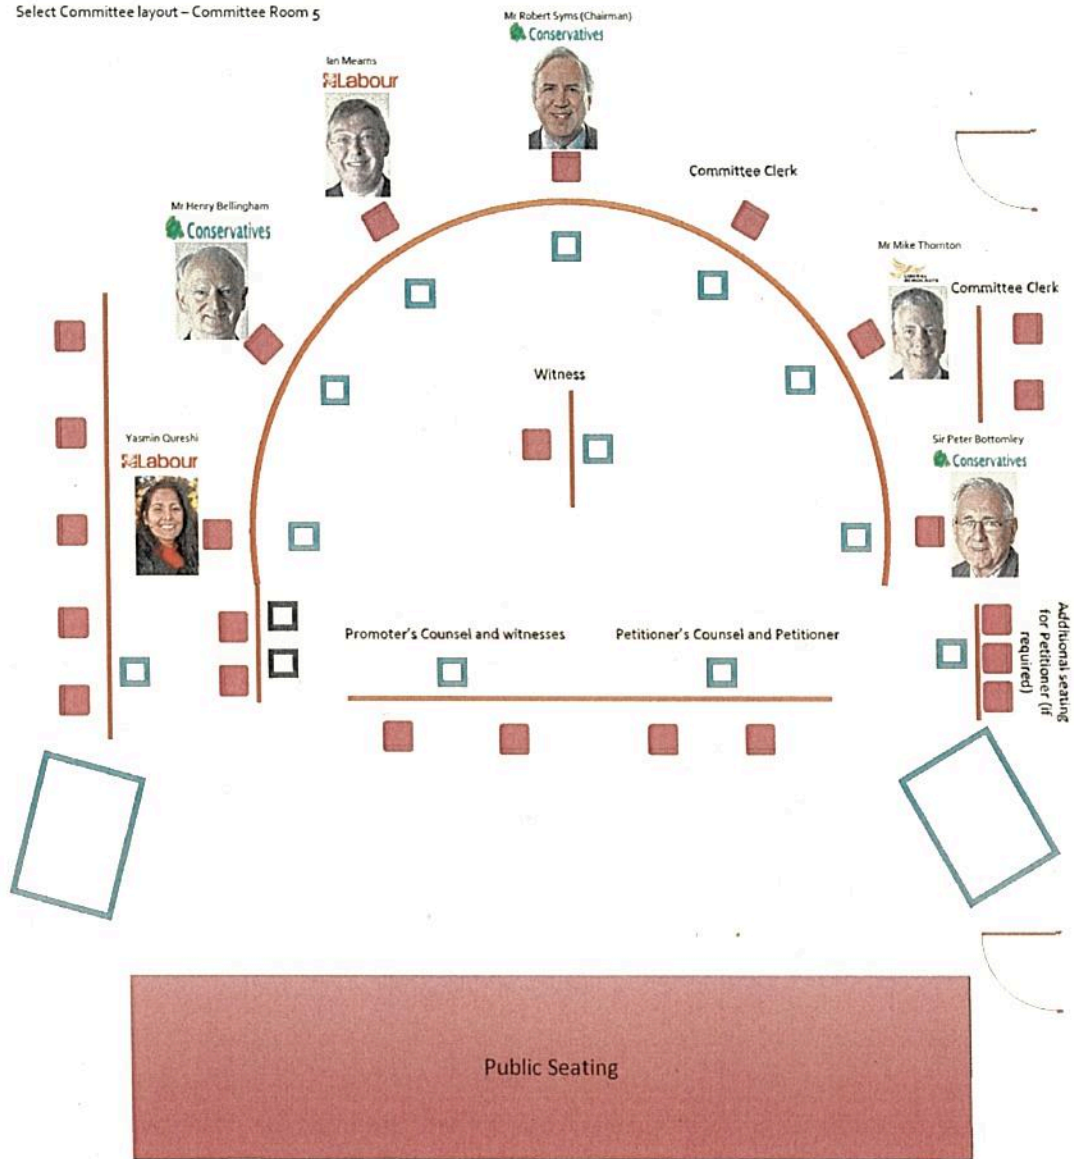 Select Committee layout – Committee Room 5
Mr Robert Syms (Chairman)
Conservatives
Ian Mearns
Labour
Committee Clerk
Mr Henry Bellingham
Conservatives
Mr Mike Thornton
LIBERAL
DEMOCRATS
Committee Clerk
Witness
Yasmin Qureshi
Labour
Sir Peter Bottomley
Conservatives
Promoter's Counsel and witnesses
Petitioner's Counsel and Petitioner
Additional seating
for Petitioner (if
required)
Public Seating